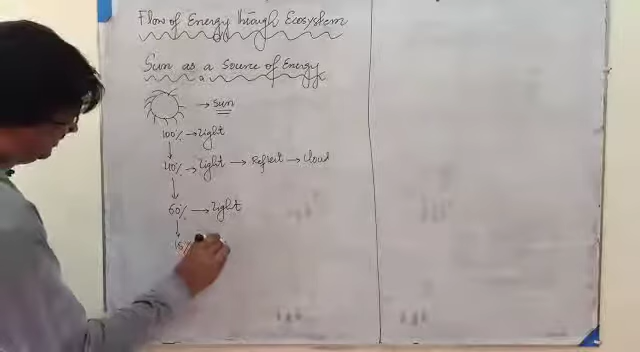 Flow of Energy through Ecosystem
Sun as a Source of Energy
→ Sun
100% → Light
40% → Light → Reflect → Cloud
60% → Light
15%